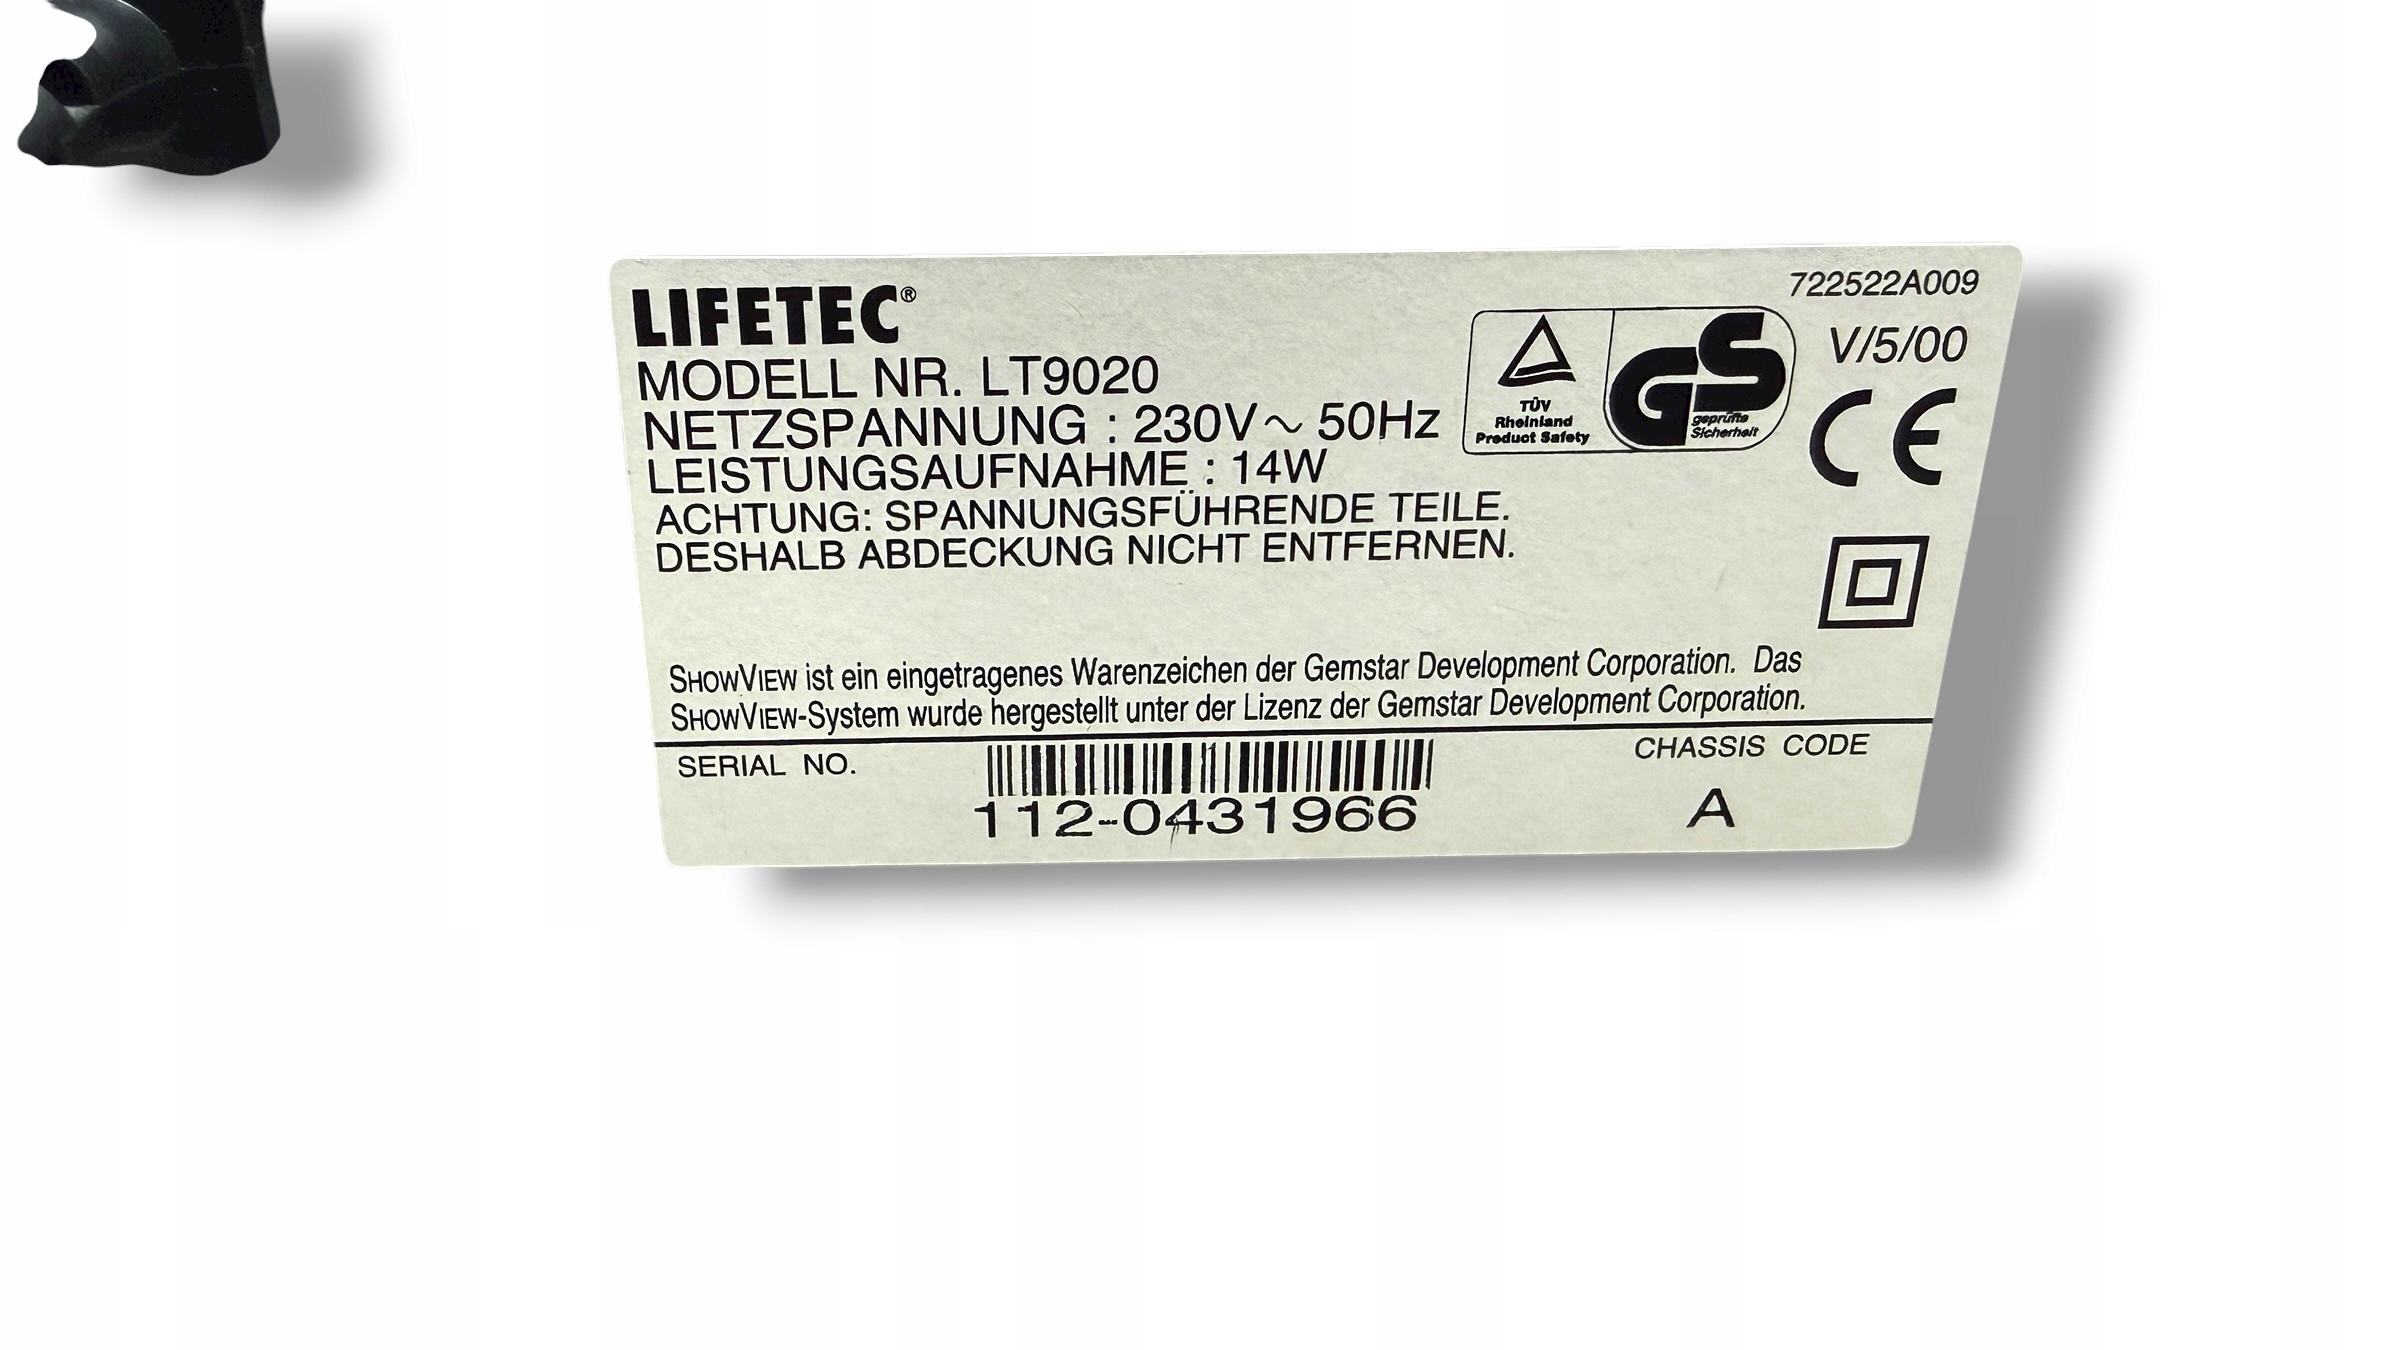 LIFETEC®
722522A009
MODELL NR. LT9020
V/5/00
NETZSPANNUNG : 230V~ 50Hz
TÜV
Rheinland
Product Safety
GS
geprüfte
Sicherheit
CE
LEISTUNGSAUFNAHME : 14W
ACHTUNG: SPANNUNGSFÜHRENDE TEILE.
DESHALB ABDECKUNG NICHT ENTFERNEN.
SHOWVIEW ist ein eingetragenes Warenzeichen der Gemstar Development Corporation. Das
SHOWVIEW-System wurde hergestellt unter der Lizenz der Gemstar Development Corporation.
SERIAL NO.
112-0431966
CHASSIS CODE
A